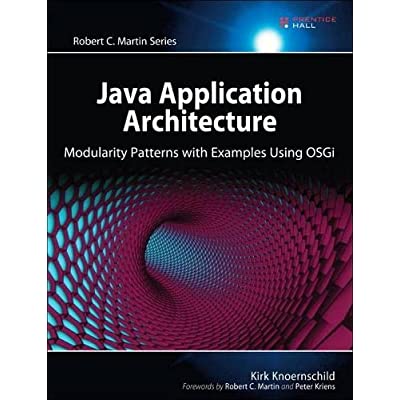 Robert C. Martin Series
PRENTICE
HALL
Java Application
Architecture
Modularity Patterns with Examples Using OSGi
Kirk Knoernschild
Forewords by Robert C. Martin and Peter Kriens